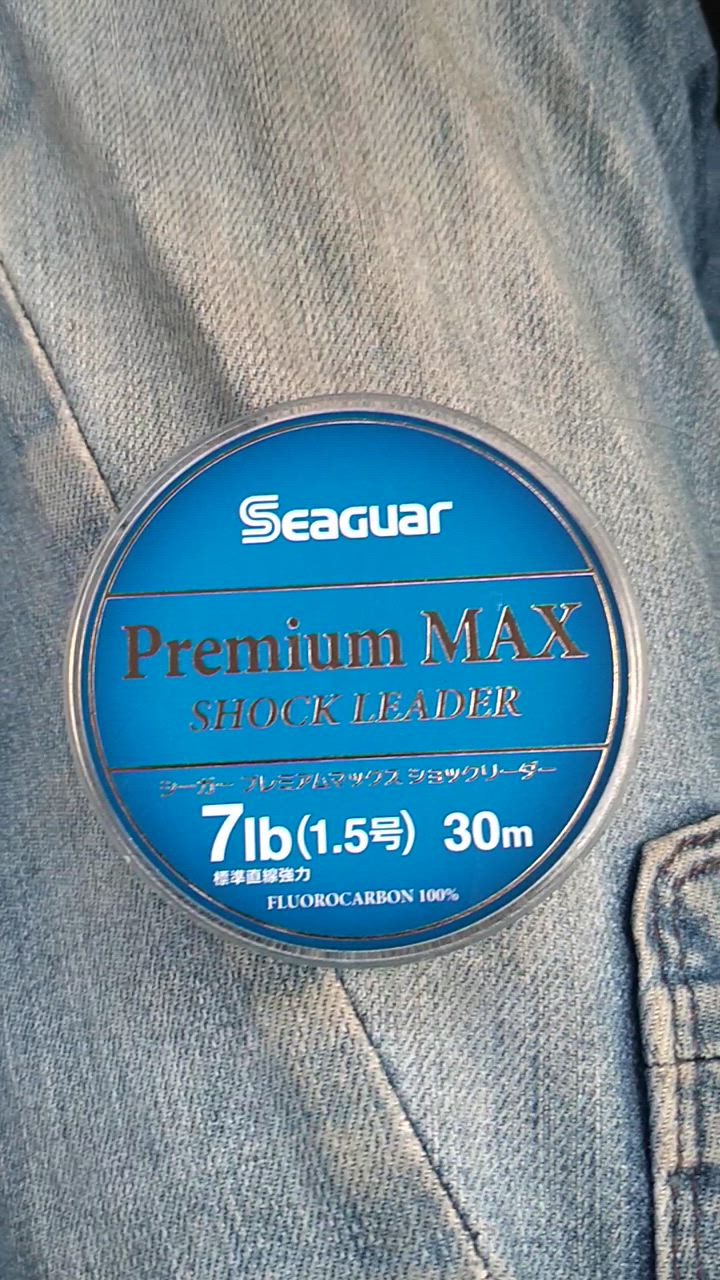 Seaguar
Premium MAX
SHOCK LEADER
シーガー プレミアムマックス ショックリーダー
7lb(1.5号) 30m
標準直線強力
FLUOROCARBON 100%